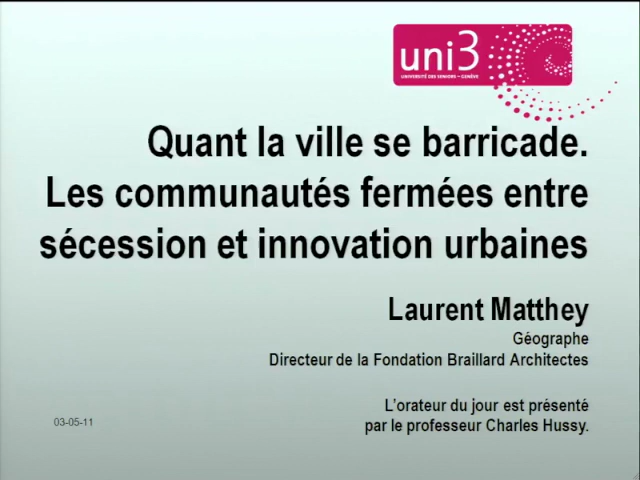 uni3
UNIVERSITÉ DES SENIORS – GENÈVE
Quant la ville se barricade.
Les communautés fermées entre
sécession et innovation urbaines
Laurent Matthey
Géographe
Directeur de la Fondation Braillard Architectes
L'orateur du jour est présenté
par le professeur Charles Hussy.
03-05-11